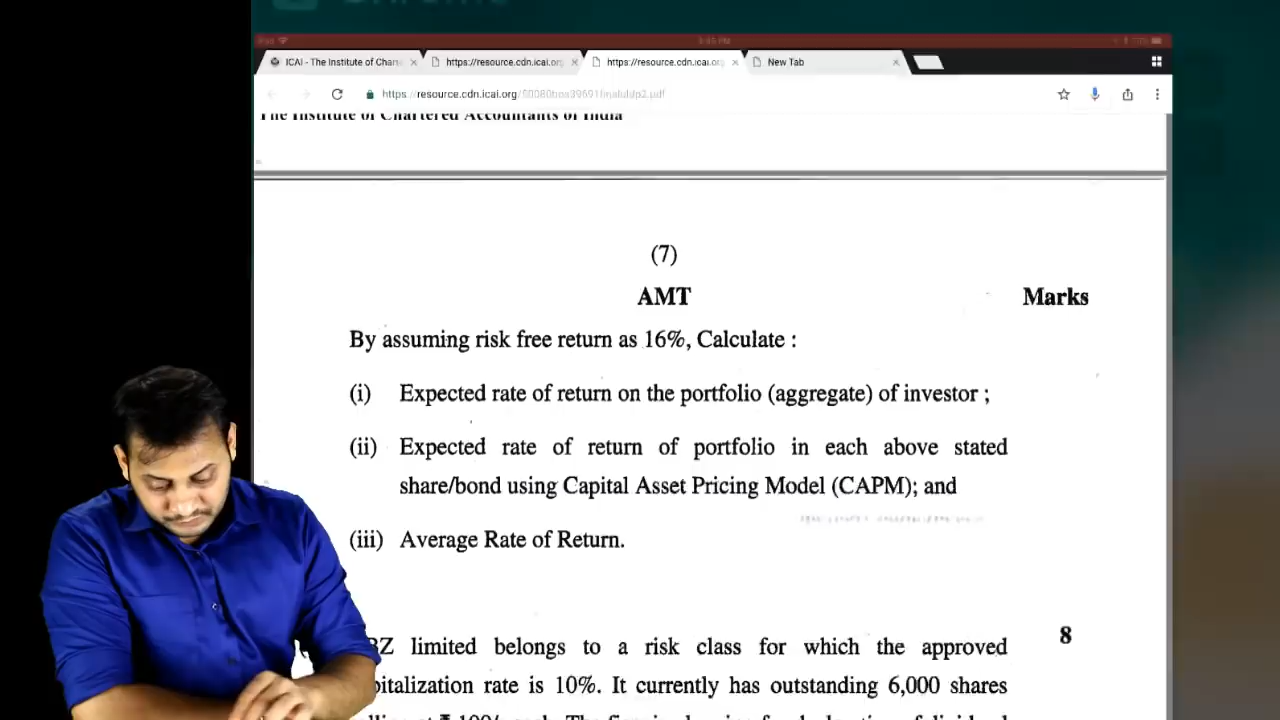 ICAI - The Institute of Charte
https://resource.cdn.icai.org
https://resource.cdn.icai.org
New Tab
The Institute of Chartered Accountants of India
(7)
AMT Marks
By assuming risk free return as 16%, Calculate :
(i) Expected rate of return on the portfolio (aggregate) of investor ;
(ii) Expected rate of return of portfolio in each above stated
share/bond using Capital Asset Pricing Model (CAPM); and
(iii) Average Rate of Return.
BZ limited belongs to a risk class for which the approved 8
pitalization rate is 10%. It currently has outstanding 6,000 shares